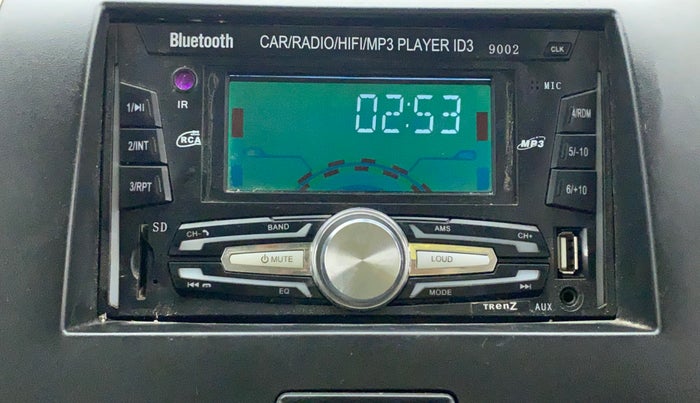 Bluetooth CAR/RADIO/HIFI/MP3 PLAYER ID3 9002 CLK
IR
MIC
1/⏯
02:53
4/RDM
2/INT
RCA
MP3
5/-10
3/RPT
6/+10
SD
CH-
BAND
AMS
CH+
MUTE
LOUD
EQ
MODE
TRenZ AUX